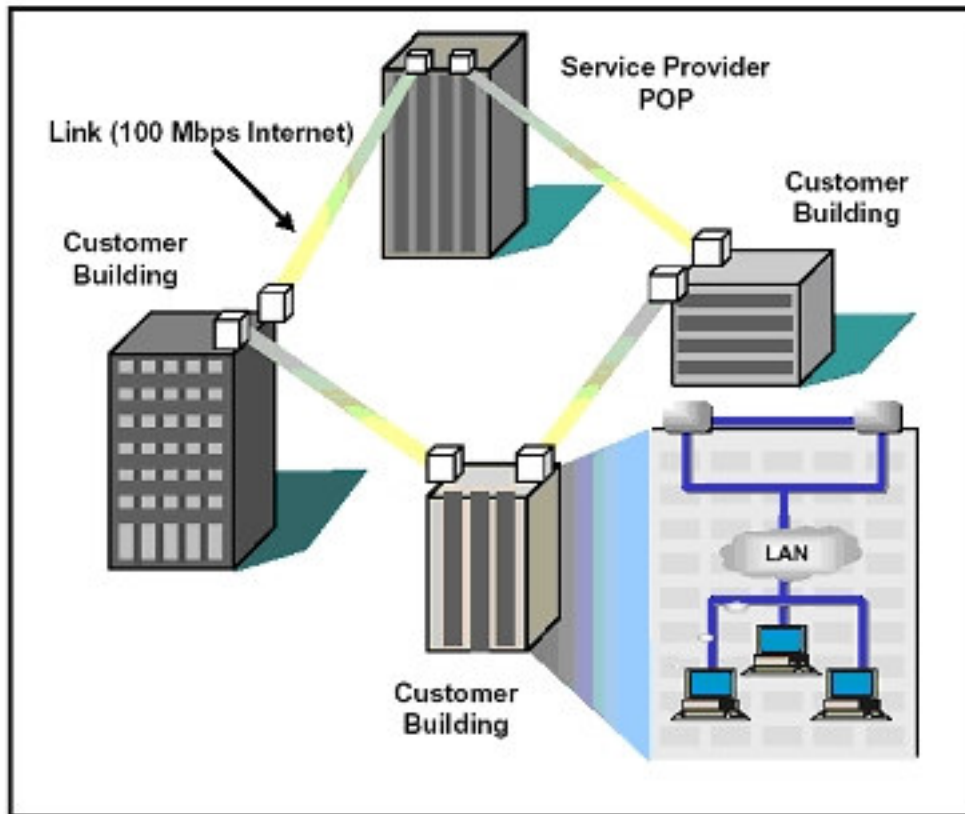 Service Provider
POP
Link (100 Mbps Internet)
Customer
Building
Customer
Building
LAN
Customer
Building